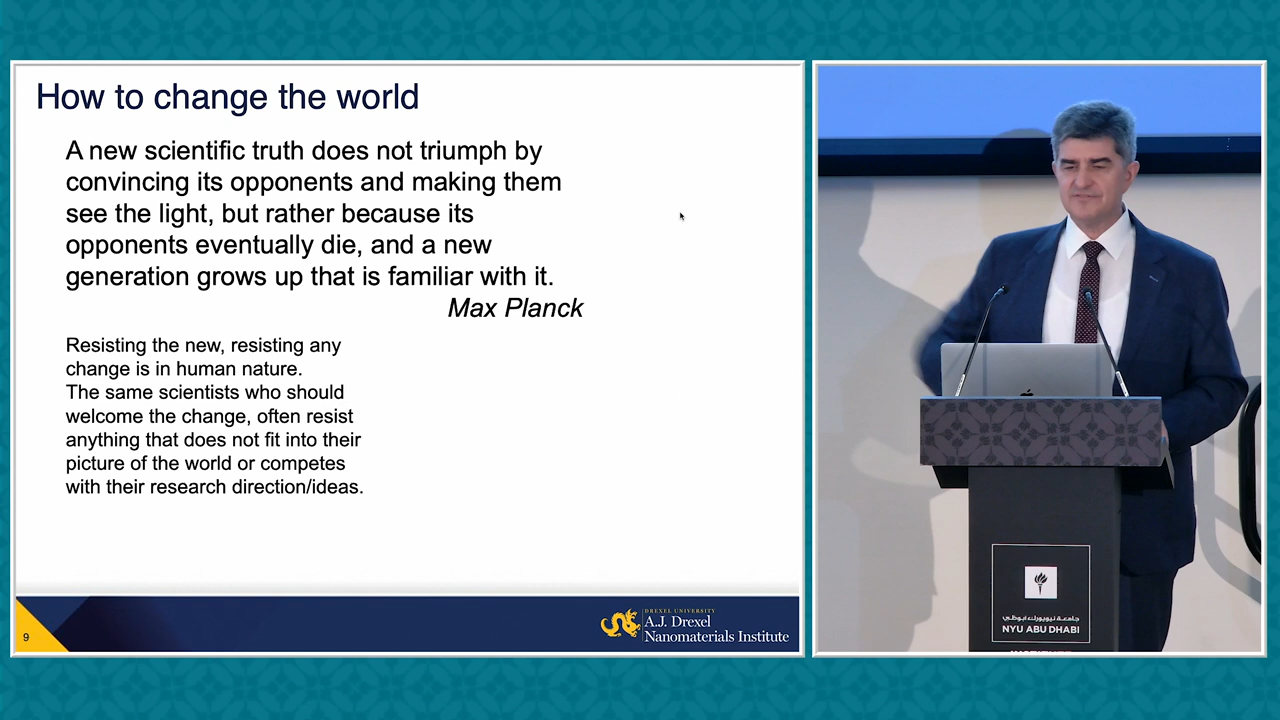 How to change the world
A new scientific truth does not triumph by
convincing its opponents and making them
see the light, but rather because its
opponents eventually die, and a new
generation grows up that is familiar with it.
Max Planck
Resisting the new, resisting any
change is in human nature.
The same scientists who should
welcome the change, often resist
anything that does not fit into their
picture of the world or competes
with their research direction/ideas.
9
DREXEL UNIVERSITY
A.J. Drexel
Nanomaterials Institute
جامعة نيويورك أبوظبي
NYU ABU DHABI